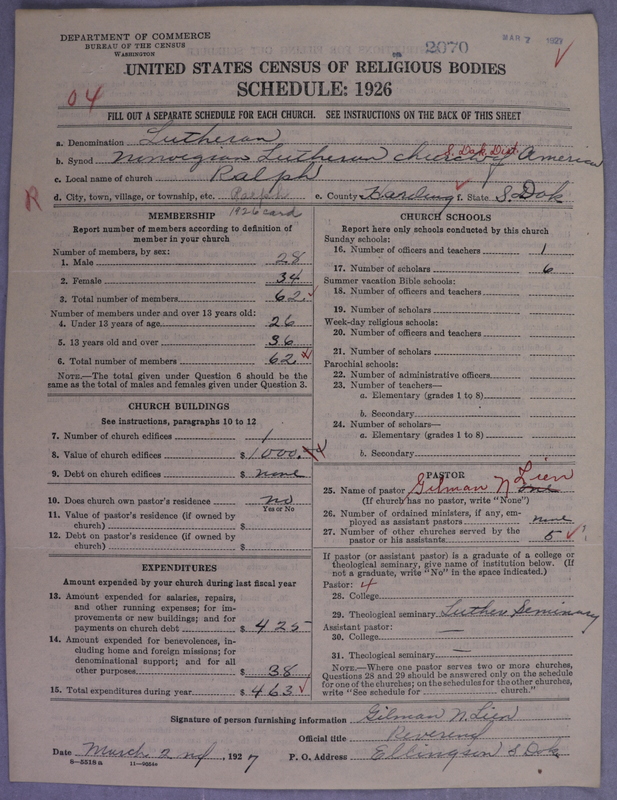 DEPARTMENT OF COMMERCE
BUREAU OF THE CENSUS
WASHINGTON
2070
MAR 7 1927
UNITED STATES CENSUS OF RELIGIOUS BODIES
SCHEDULE: 1926
04
FILL OUT A SEPARATE SCHEDULE FOR EACH CHURCH. SEE INSTRUCTIONS ON THE BACK OF THIS SHEET
a. Denomination Lutheran
S. Dak. Dist
b. Synod Norwegian Lutheran church of American
c. Local name of church Ralph
R
d. City, town, village, or township, etc. Ralph e. County Harding f. State S. Dak
1926 card
MEMBERSHIP
Report number of members according to definition of
member in your church
Number of members, by sex:
1. Male 28
2. Female 34
3. Total number of members 62
Number of members under and over 13 years old:
4. Under 13 years of age 26
5. 13 years old and over 36
6. Total number of members 62
NOTE.—The total given under Question 6 should be
same as the total of males and females given under Question 3.
CHURCH BUILDINGS
See instructions, paragraphs 10 to 12
7. Number of church edifices 1
8. Value of church edifices $ 1000.
9. Debt on church edifices $ none
10. Does church own pastor's residence no
Yes or No
11. Value of pastor's residence (if owned by
church) $
12. Debt on pastor's residence (if owned by
church) $
EXPENDITURES
Amount expended by your church during last fiscal year
13. Amount expended for salaries, repairs,
and other running expenses; for im-
provements or new buildings; and for
payments on church debt $ 425
14. Amount expended for benevolences, in-
cluding home and foreign missions; for
denominational support; and for all
other purposes $ 38
15. Total expenditures during year $ 463
CHURCH SCHOOLS
Report here only schools conducted by this church
Sunday schools:
16. Number of officers and teachers 1
17. Number of scholars 6
Summer vacation Bible schools:
18. Number of officers and teachers
19. Number of scholars
Week-day religious schools:
20. Number of officers and teachers
21. Number of scholars
Parochial schools:
22. Number of administrative officers
23. Number of teachers—
a. Elementary (grades 1 to 8)
b. Secondary
24. Number of scholars—
a. Elementary (grades 1 to 8)
b. Secondary
PASTOR
25. Name of pastor Gilman N Lien
(If church has no pastor, write "None")
26. Number of ordained ministers, if any, em-
ployed as assistant pastors none
27. Number of other churches served by the
pastor or his assistants 5
If pastor (or assistant pastor) is a graduate of a college or
theological seminary, give name of institution below. (If
not a graduate, write "No" in the space indicated.)
Pastor: 4
28. College
29. Theological seminary Luther Seminary
Assistant pastor:
30. College —
31. Theological seminary —
NOTE.—Where one pastor serves two or more churches,
Questions 28 and 29 should be answered only on the schedule
for one of the churches; on the schedules for the other churches,
write "See schedule for church."
Signature of person furnishing information Gilman N Lien
Official title Reverend
Date March 2 nd, 1927 P. O. Address Ellingson S Dak
8—5518 a